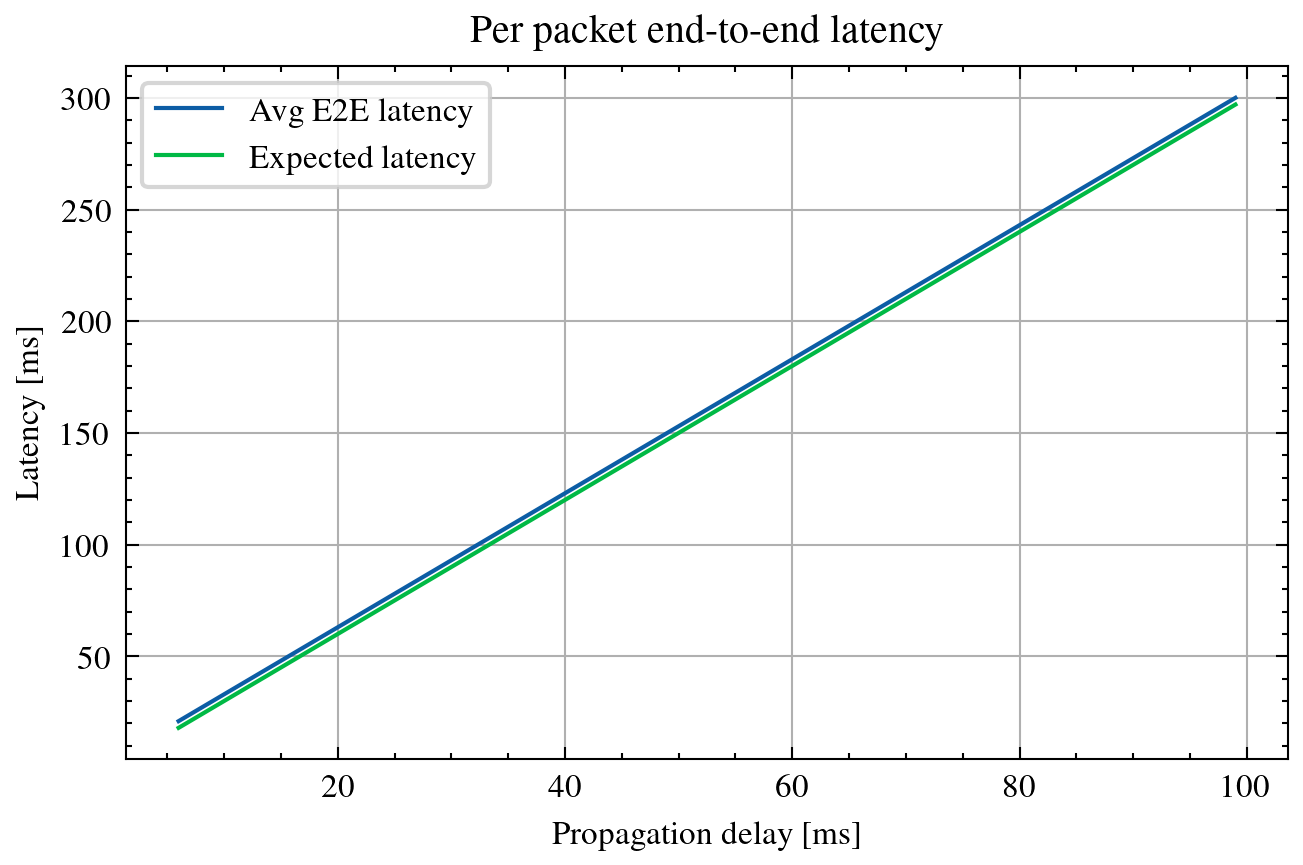 Per packet end-to-end latency
Avg E2E latency
Expected latency
300
250
200
150
100
50
Latency [ms]
20 40 60 80 100
Propagation delay [ms]